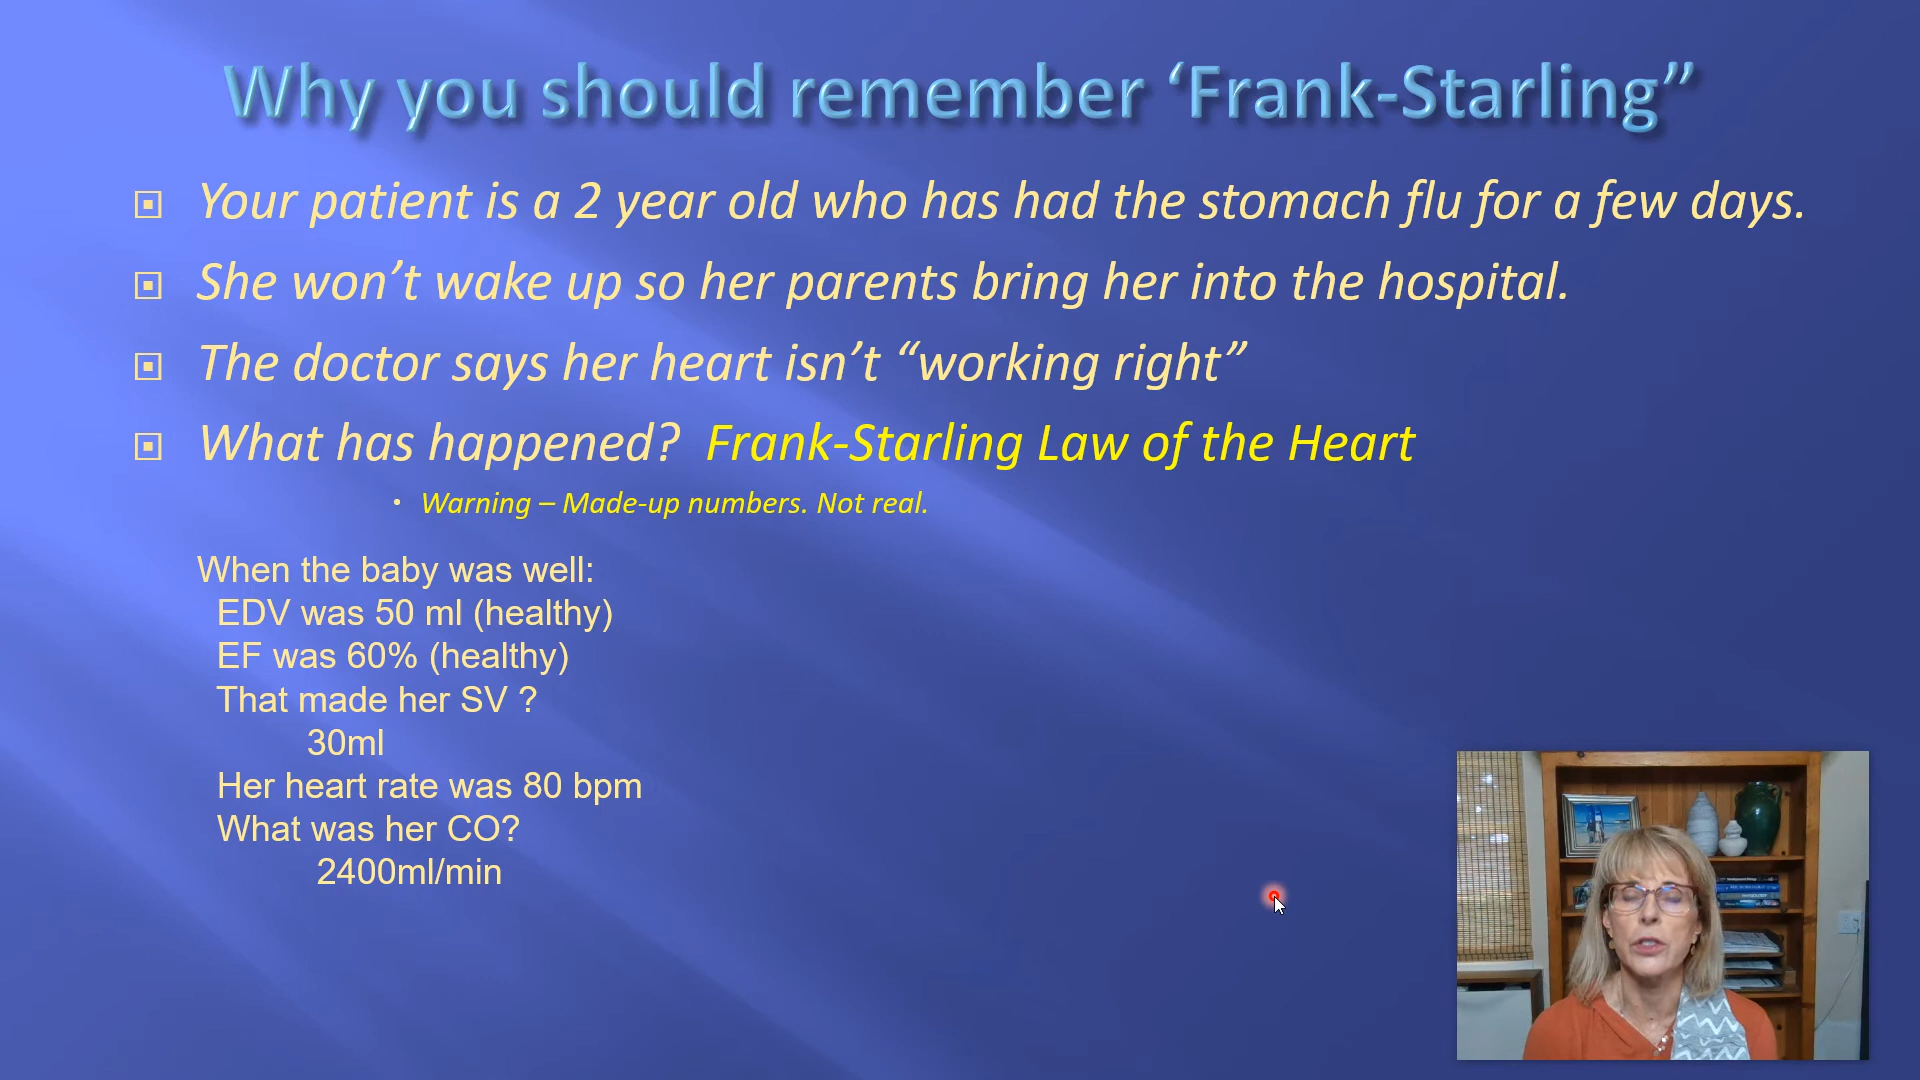 Why you should remember ‘Frank-Starling”
Your patient is a 2 year old who has had the stomach flu for a few days.
She won’t wake up so her parents bring her into the hospital.
The doctor says her heart isn’t “working right”
What has happened? Frank-Starling Law of the Heart
• Warning – Made-up numbers. Not real.
When the baby was well:
EDV was 50 ml (healthy)
EF was 60% (healthy)
That made her SV ?
30ml
Her heart rate was 80 bpm
What was her CO?
2400ml/min